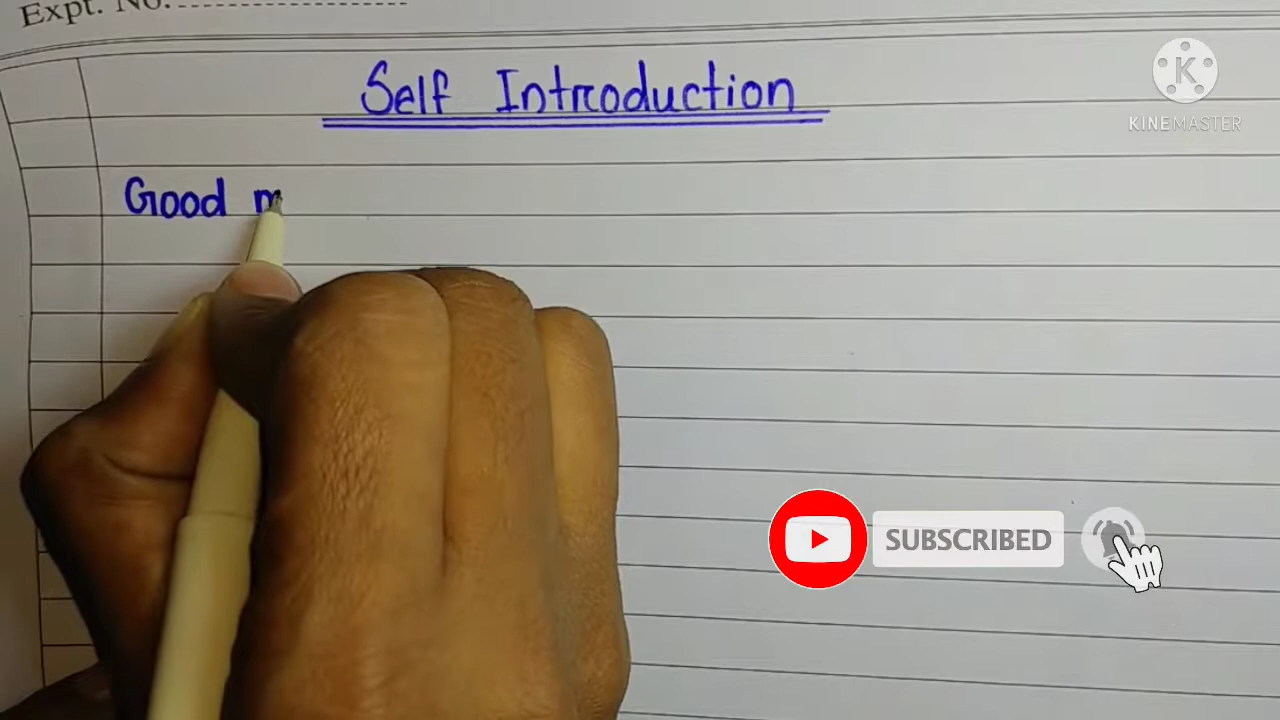 Expt. No.
Self Introduction
KINEMASTER
Good m
SUBSCRIBED